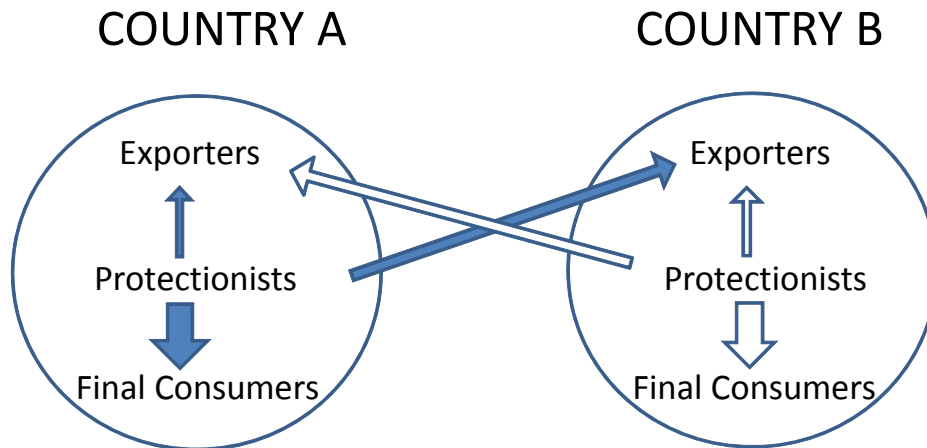 COUNTRY A
COUNTRY B
Exporters
Exporters
Protectionists
Protectionists
Final Consumers
Final Consumers